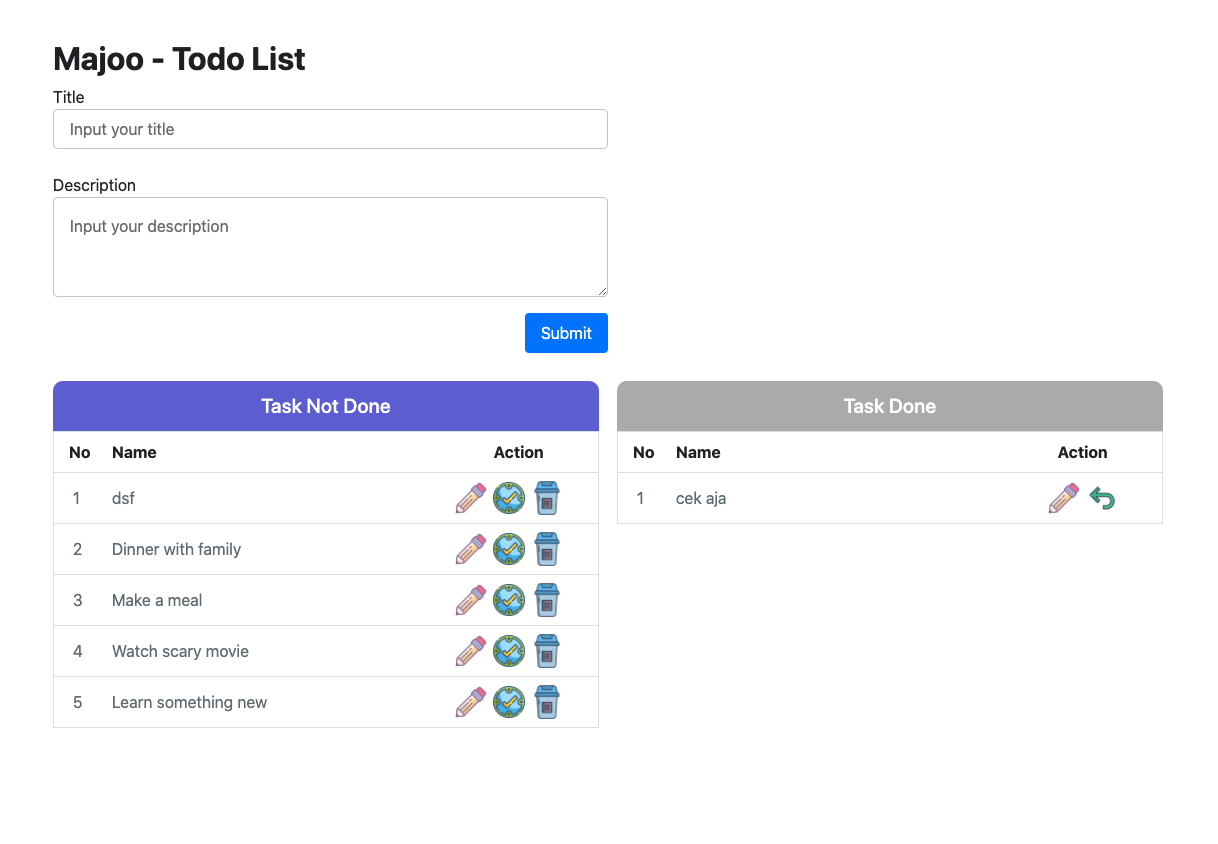 Majoo - Todo List
Title
Input your title
Description
Input your description
Submit
Task Not Done
No Name Action
1 dsf
2 Dinner with family
3 Make a meal
4 Watch scary movie
5 Learn something new
Task Done
No Name Action
1 cek aja